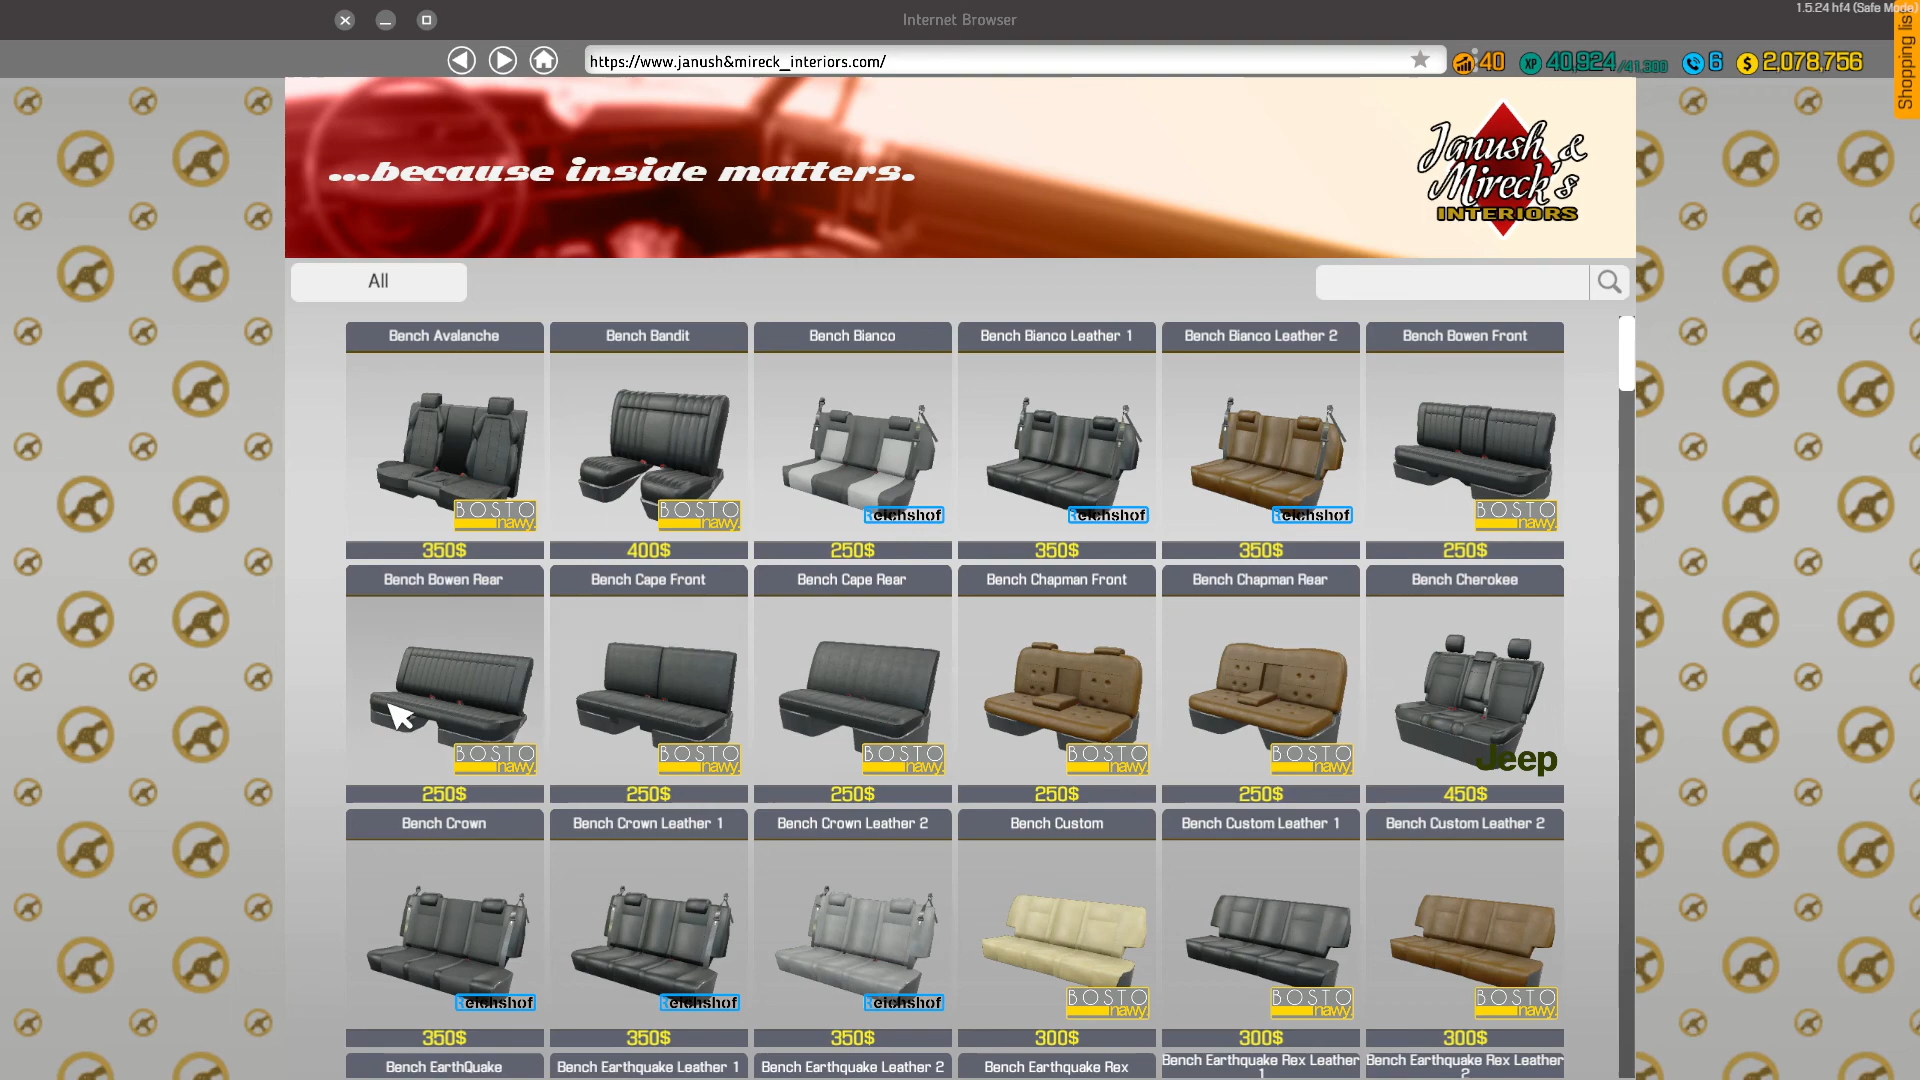 1.5.24 hf4 (Safe Mode)
Internet Browser
https://www.janush&mireck_interiors.com/
40
XP 40,924/41,300
6
$ 2,078,756
Shopping lis
...because inside matters.
Janush &
Mireck's
INTERIORS
All
Bench Avalanche
Bench Bandit
Bench Bianco
Bench Bianco Leather 1
Bench Bianco Leather 2
Bench Bowen Front
BOSTO
nawy.
BOSTO
nawy.
Reichshof
Reichshof
Reichshof
BOSTO
nawy.
350$
400$
250$
350$
350$
250$
Bench Bowen Rear
Bench Cape Front
Bench Cape Rear
Bench Chapman Front
Bench Chapman Rear
Bench Cherokee
BOSTO
nawy.
BOSTO
nawy.
BOSTO
nawy.
BOSTO
nawy.
BOSTO
nawy.
Jeep
250$
250$
250$
250$
250$
450$
Bench Crown
Bench Crown Leather 1
Bench Crown Leather 2
Bench Custom
Bench Custom Leather 1
Bench Custom Leather 2
Reichshof
Reichshof
Reichshof
BOSTO
nawy.
BOSTO
nawy.
BOSTO
nawy.
350$
350$
350$
300$
300$
300$
Bench EarthQuake
Bench Earthquake Leather 1
Bench Earthquake Leather 2
Bench Earthquake Rex
Bench Earthquake Rex Leather
1
Bench Earthquake Rex Leather
2